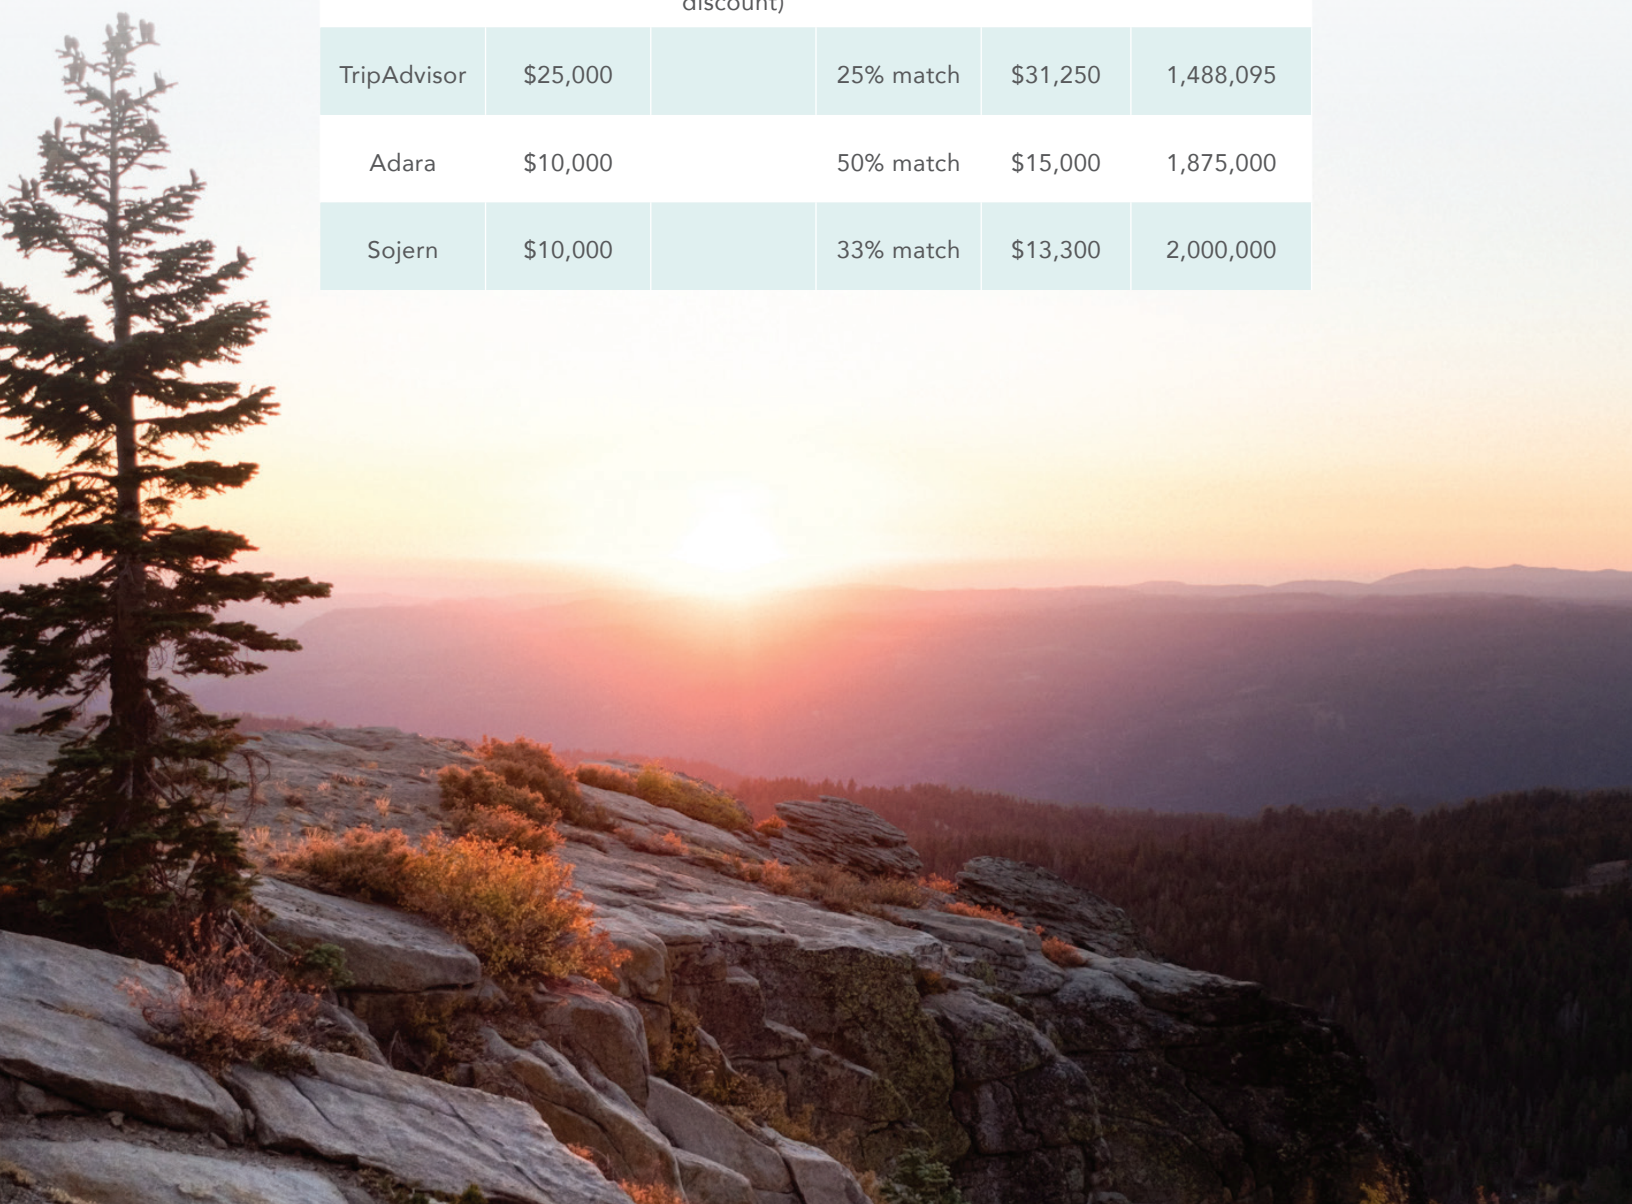 discount)
TripAdvisor $25,000 25% match $31,250 1,488,095
Adara $10,000 50% match $15,000 1,875,000
Sojern $10,000 33% match $13,300 2,000,000